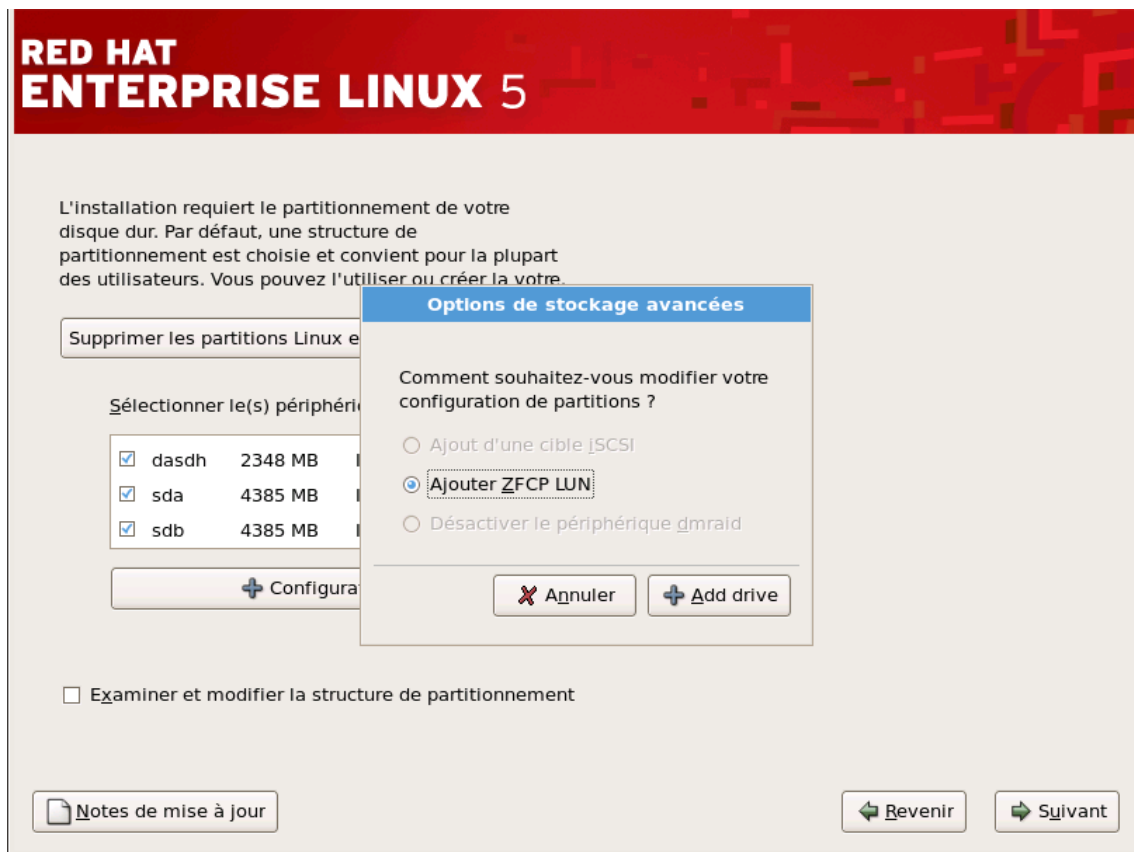 RED HAT
ENTERPRISE LINUX 5
L'installation requiert le partitionnement de votre
disque dur. Par défaut, une structure de
partitionnement est choisie et convient pour la plupart
des utilisateurs. Vous pouvez l'utiliser ou créer la votre.
Supprimer les partitions Linux e
Sélectionner le(s) périphéri
dasdh 2348 MB I
sda 4385 MB I
sdb 4385 MB I
Configura
Options de stockage avancées
Comment souhaitez-vous modifier votre
configuration de partitions ?
Ajout d'une cible iSCSI
Ajouter ZFCP LUN
Désactiver le périphérique dmraid
Annuler
Add drive
Examiner et modifier la structure de partitionnement
Notes de mise à jour
Revenir
Suivant